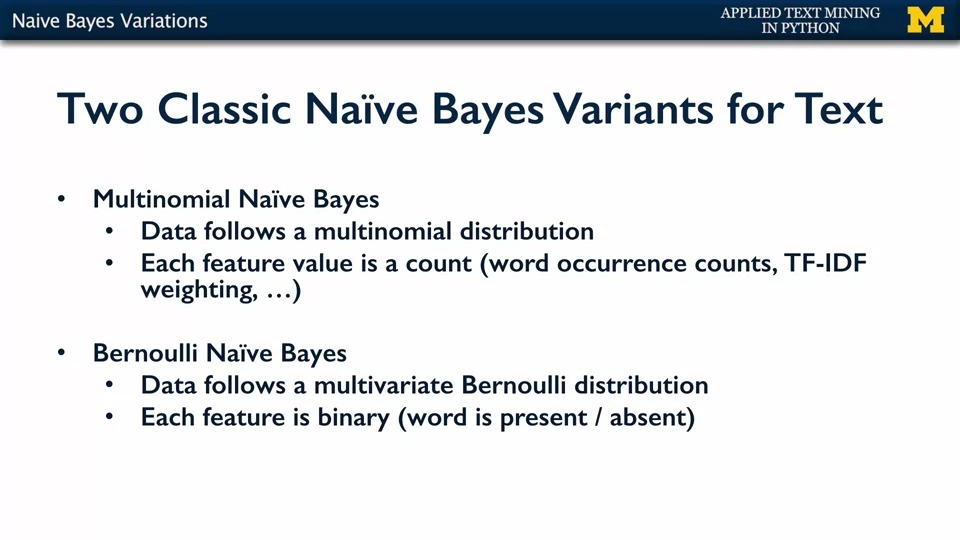 Naive Bayes Variations
APPLIED TEXT MINING
IN PYTHON
M
Two Classic Naïve Bayes Variants for Text
• Multinomial Naïve Bayes
• Data follows a multinomial distribution
• Each feature value is a count (word occurrence counts, TF-IDF
weighting, …)
• Bernoulli Naïve Bayes
• Data follows a multivariate Bernoulli distribution
• Each feature is binary (word is present / absent)